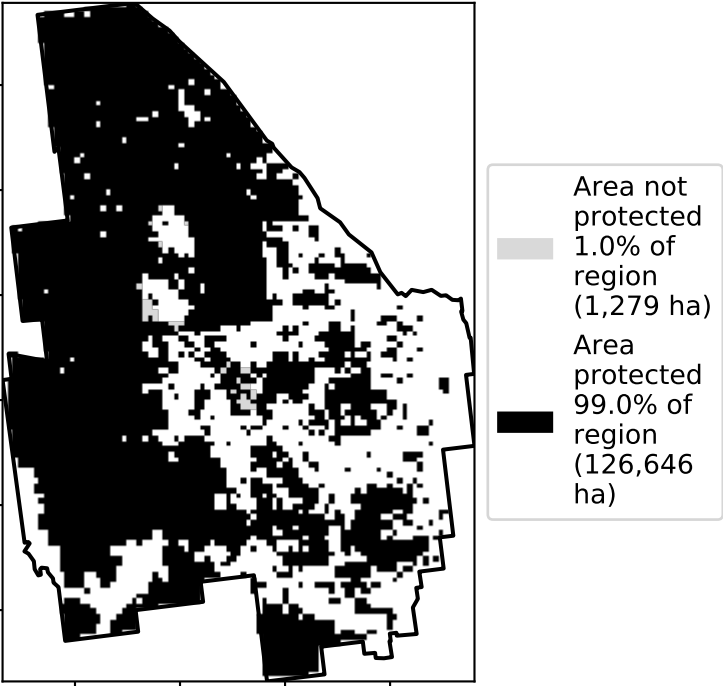 Area not
protected
1.0% of
region
(1,279 ha)
Area
protected
99.0% of
region
(126,646
ha)